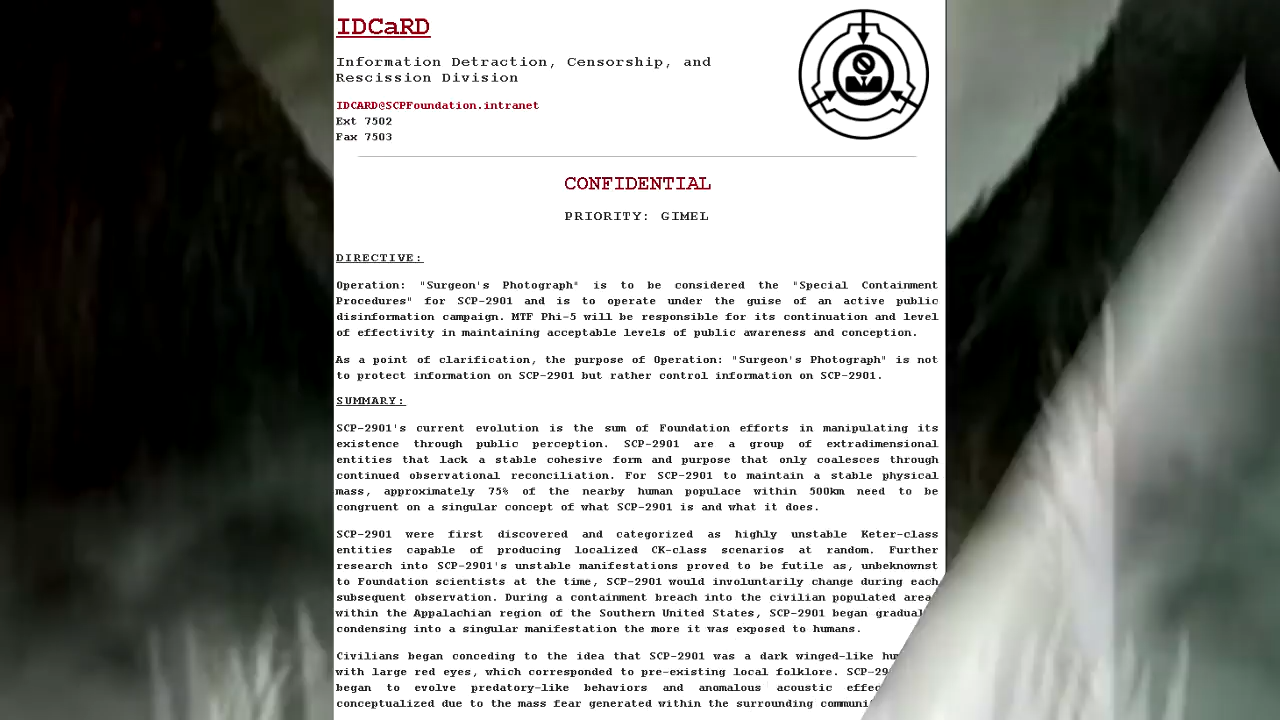 IDCaRD
Information Detraction, Censorship, and
Rescission Division
IDCARD@SCPFoundation.intranet
Ext 7502
Fax 7503
CONFIDENTIAL
PRIORITY: GIMEL
DIRECTIVE:
Operation: "Surgeon's Photograph" is to be considered the "Special Containment
Procedures" for SCP-2901 and is to operate under the guise of an active public
disinformation campaign. MTF Phi-5 will be responsible for its continuation and level
of effectivity in maintaining acceptable levels of public awareness and conception.
As a point of clarification, the purpose of Operation: "Surgeon's Photograph" is not
to protect information on SCP-2901 but rather control information on SCP-2901.
SUMMARY:
SCP-2901's current evolution is the sum of Foundation efforts in manipulating its
existence through public perception. SCP-2901 are a group of extradimensional
entities that lack a stable cohesive form and purpose that only coalesces through
continued observational reconciliation. For SCP-2901 to maintain a stable physical
mass, approximately 75% of the nearby human populace within 500km need to be
congruent on a singular concept of what SCP-2901 is and what it does.
SCP-2901 were first discovered and categorized as highly unstable Keter-class
entities capable of producing localized CK-class scenarios at random. Further
research into SCP-2901's unstable manifestations proved to be futile as, unbeknownst
to Foundation scientists at the time, SCP-2901 would involuntarily change during each
subsequent observation. During a containment breach into the civilian populated area
within the Appalachian region of the Southern United States, SCP-2901 began
condensing into a singular manifestation the more it was exposed to humans.
Civilians began conceding to the idea that SCP-2901 was a dark winged-like
with large red eyes, which corresponded to pre-existing local folklore.
began to evolve predatory-like behaviors and anomalous acoustic
conceptualized due to the mass fear generated within the surrounding